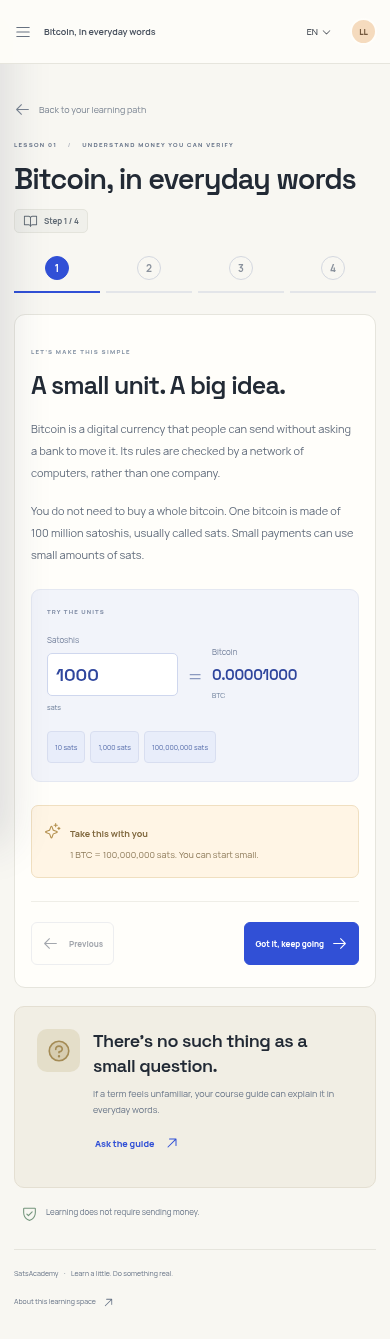 Bitcoin, in everyday words
EN
LL
Back to your learning path
LESSON 01 / UNDERSTAND MONEY YOU CAN VERIFY
Bitcoin, in everyday words
Step 1 / 4
1 2 3 4
LET'S MAKE THIS SIMPLE
A small unit. A big idea.
Bitcoin is a digital currency that people can send without asking
a bank to move it. Its rules are checked by a network of
computers, rather than one company.
You do not need to buy a whole bitcoin. One bitcoin is made of
100 million satoshis, usually called sats. Small payments can use
small amounts of sats.
TRY THE UNITS
Satoshis
1000
sats
=
Bitcoin
0.00001000
BTC
10 sats 1,000 sats 100,000,000 sats
Take this with you
1 BTC = 100,000,000 sats. You can start small.
Previous
Got it, keep going
There's no such thing as a
small question.
If a term feels unfamiliar, your course guide can explain it in
everyday words.
Ask the guide
Learning does not require sending money.
SatsAcademy · Learn a little. Do something real.
About this learning space